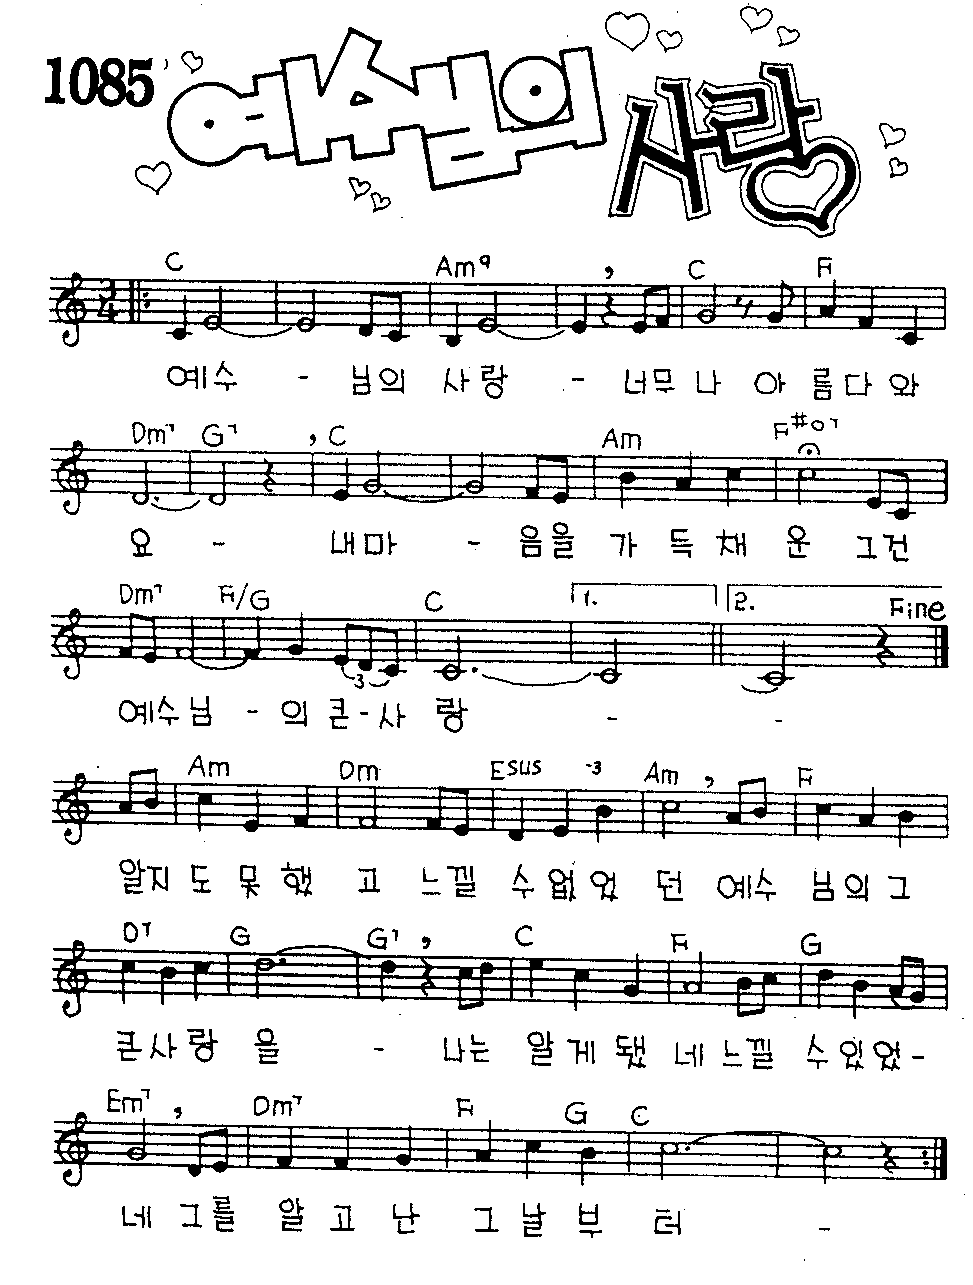 1085 예수님의 사랑
C Am9 C F
3/4
예수 - 님의 사랑 - 너무 나 아 름 다 와
Dm7 G7 C Am F#o7
요 - 내마 - 음을 가 득 채 운 그건
Dm7 F/G C 1. 2. Fine
3
예수님 - 의 큰 - 사 랑 - -
Am Dm Esus -3 Am F
알지 도 못 했 고 느낄 수없었 던 예수 님의 그
D7 G G7 C F G
큰사랑 을 - 나는 알게됐 네느낄 수있었-
Em7 Dm7 F G C
네 그를 알 고 난 그 날 부 터 -